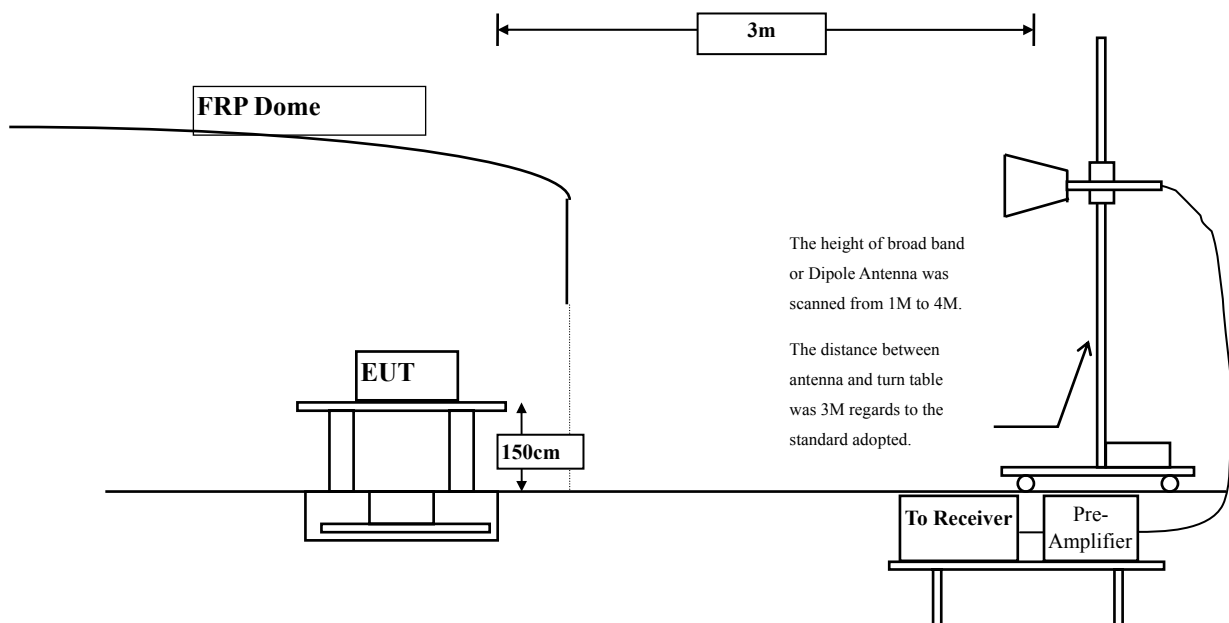 3m
FRP Dome
The height of broad band
or Dipole Antenna was
scanned from 1M to 4M.
The distance between
antenna and turn table
was 3M regards to the
standard adopted.
EUT
150cm
To Receiver
Pre-
Amplifier